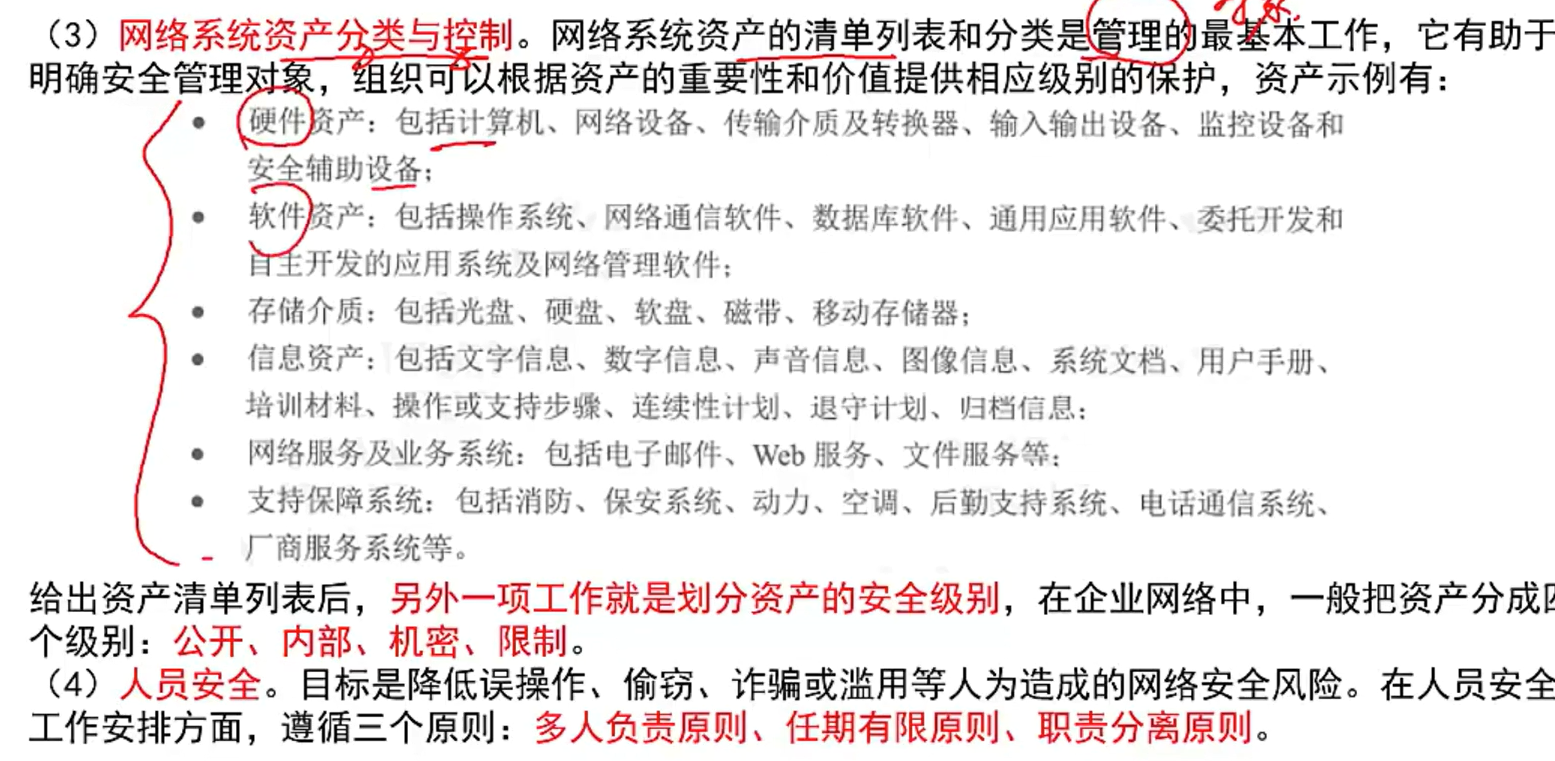 （3）网络系统资产分类与控制。网络系统资产的清单列表和分类是管理的最基本工作，它有助于
明确安全管理对象，组织可以根据资产的重要性和价值提供相应级别的保护，资产示例有：
● 硬件资产：包括计算机、网络设备、传输介质及转换器、输入输出设备、监控设备和
安全辅助设备；
● 软件资产：包括操作系统、网络通信软件、数据库软件、通用应用软件、委托开发和
自主开发的应用系统及网络管理软件；
● 存储介质：包括光盘、硬盘、软盘、磁带、移动存储器；
● 信息资产：包括文字信息、数字信息、声音信息、图像信息、系统文档、用户手册、
培训材料、操作或支持步骤、连续性计划、退守计划、归档信息：
● 网络服务及业务系统：包括电子邮件、Web 服务、文件服务等；
● 支持保障系统：包括消防、保安系统、动力、空调、后勤支持系统、电话通信系统、
厂商服务系统等。
给出资产清单列表后，另外一项工作就是划分资产的安全级别，在企业网络中，一般把资产分成四
个级别：公开、内部、机密、限制。
（4）人员安全。目标是降低误操作、偷窃、诈骗或滥用等人为造成的网络安全风险。在人员安全
工作安排方面，遵循三个原则：多人负责原则、任期有限原则、职责分离原则。